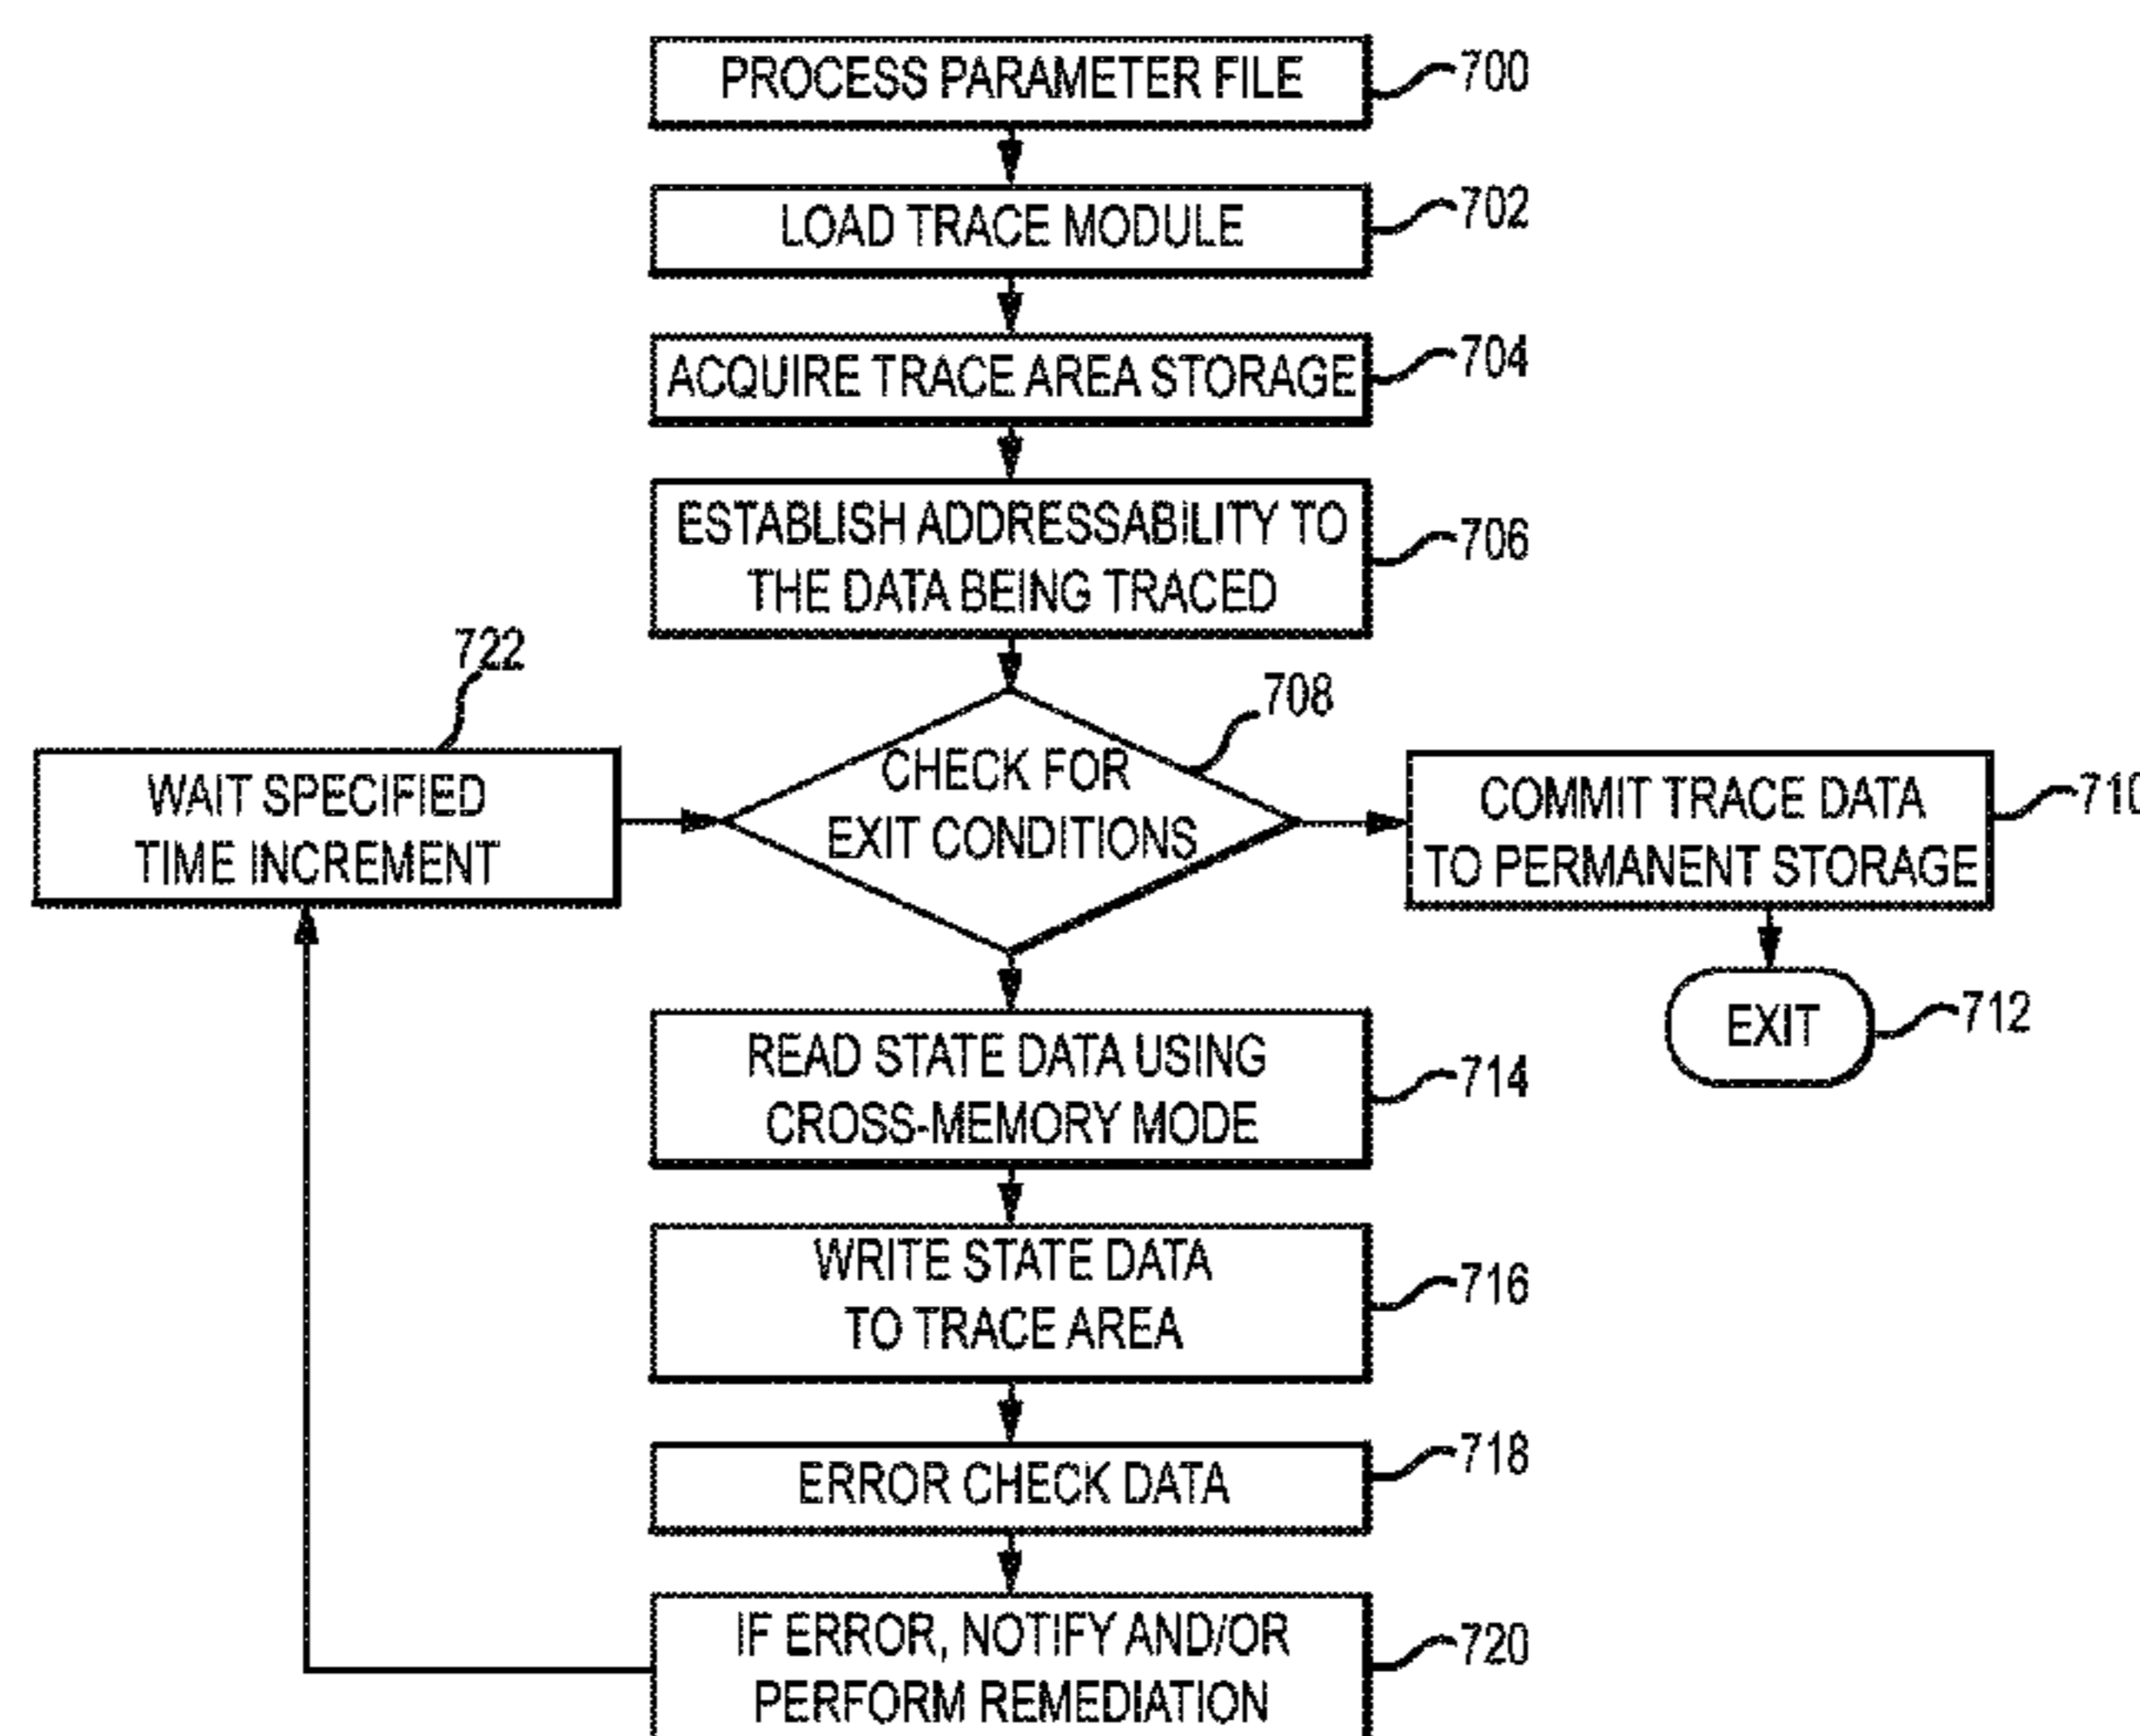 PROCESS PARAMETER FILE
700
LOAD TRACE MODULE
702
ACQUIRE TRACE AREA STORAGE
704
ESTABLISH ADDRESSABILITY TO
THE DATA BEING TRACED
706
722
WAIT SPECIFIED
TIME INCREMENT
708
CHECK FOR
EXIT CONDITIONS
COMMIT TRACE DATA
TO PERMANENT STORAGE
710
EXIT
712
READ STATE DATA USING
CROSS-MEMORY MODE
714
WRITE STATE DATA
TO TRACE AREA
716
ERROR CHECK DATA
718
IF ERROR, NOTIFY AND/OR
PERFORM REMEDIATION
720